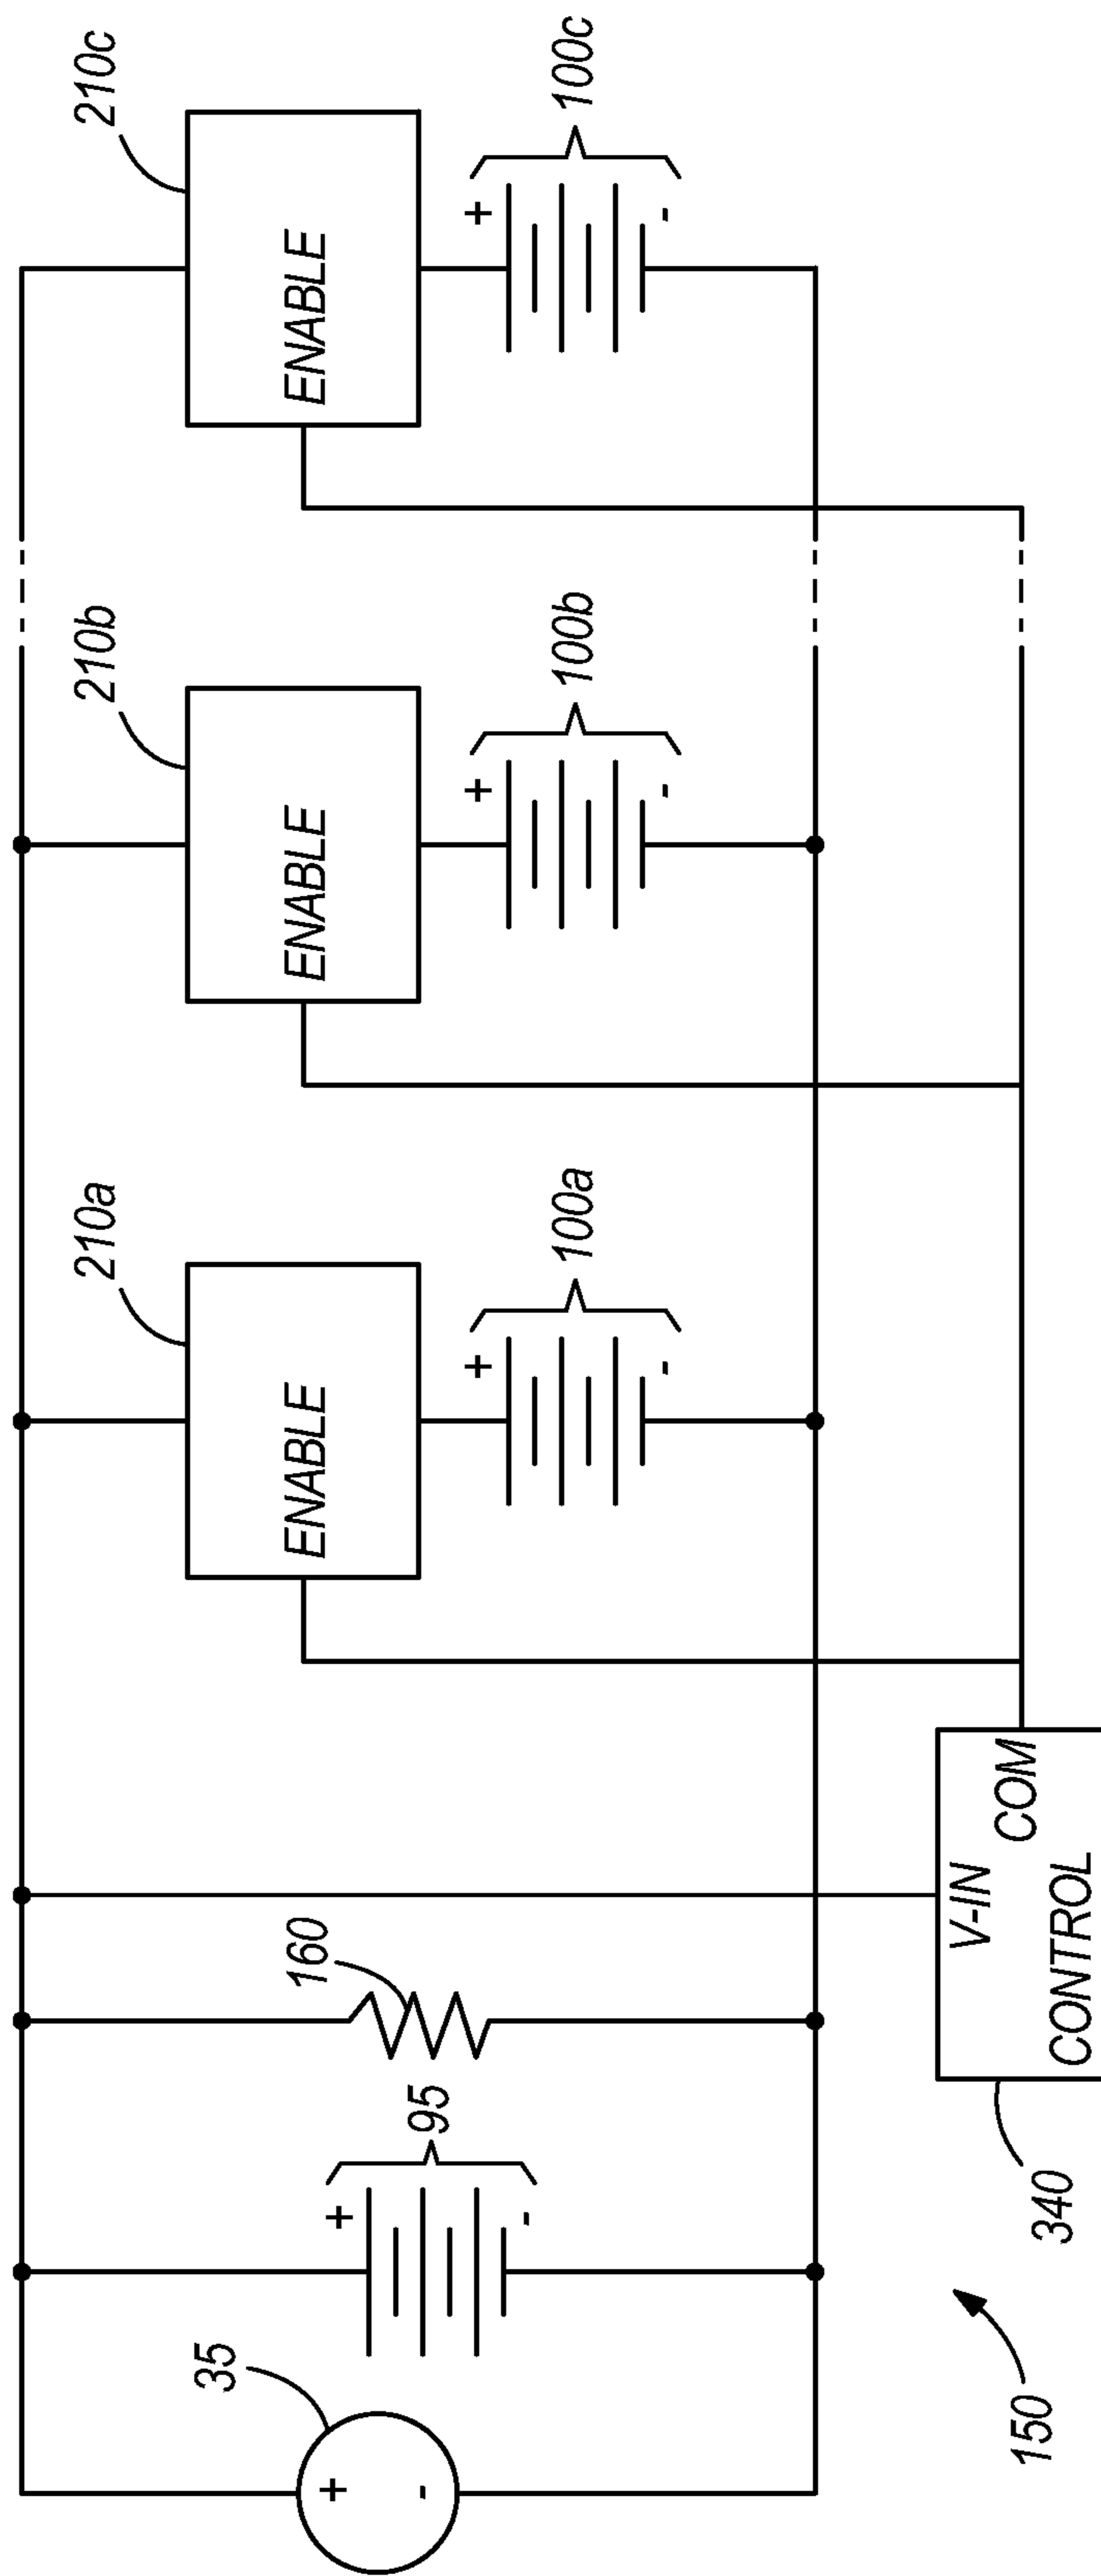 210a
210b
210c
ENABLE
ENABLE
ENABLE
+
+
+
-
-
-
100a
100b
100c
35
+
-
+
-
95
160
V-IN
COM
CONTROL
340
150